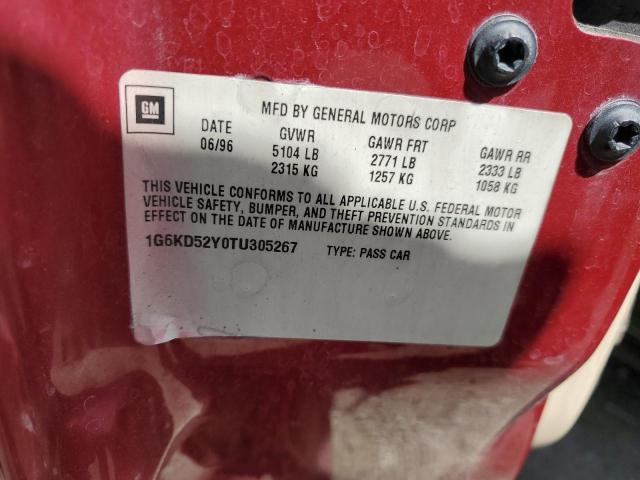 GM
MFD BY GENERAL MOTORS CORP
DATE GVWR GAWR FRT GAWR RR
06/96 5104 LB 2771 LB 2333 LB
2315 KG 1257 KG 1058 KG
THIS VEHICLE CONFORMS TO ALL APPLICABLE U.S. FEDERAL MOTOR
VEHICLE SAFETY, BUMPER, AND THEFT PREVENTION STANDARDS IN
EFFECT ON THE DATE OF MANUFACTURE SHOWN ABOVE.
1G6KD52Y0TU305267 TYPE: PASS CAR